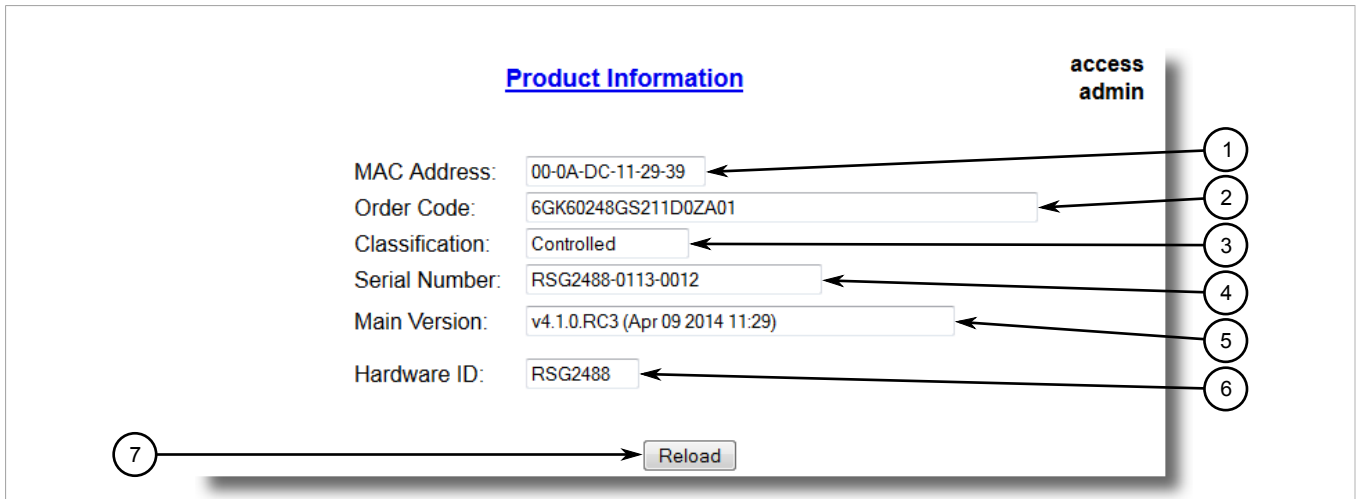 Product Information
access
admin
MAC Address: 00-0A-DC-11-29-39 1
Order Code: 6GK60248GS211D0ZA01 2
Classification: Controlled 3
Serial Number: RSG2488-0113-0012 4
Main Version: v4.1.0.RC3 (Apr 09 2014 11:29) 5
Hardware ID: RSG2488 6
7 Reload